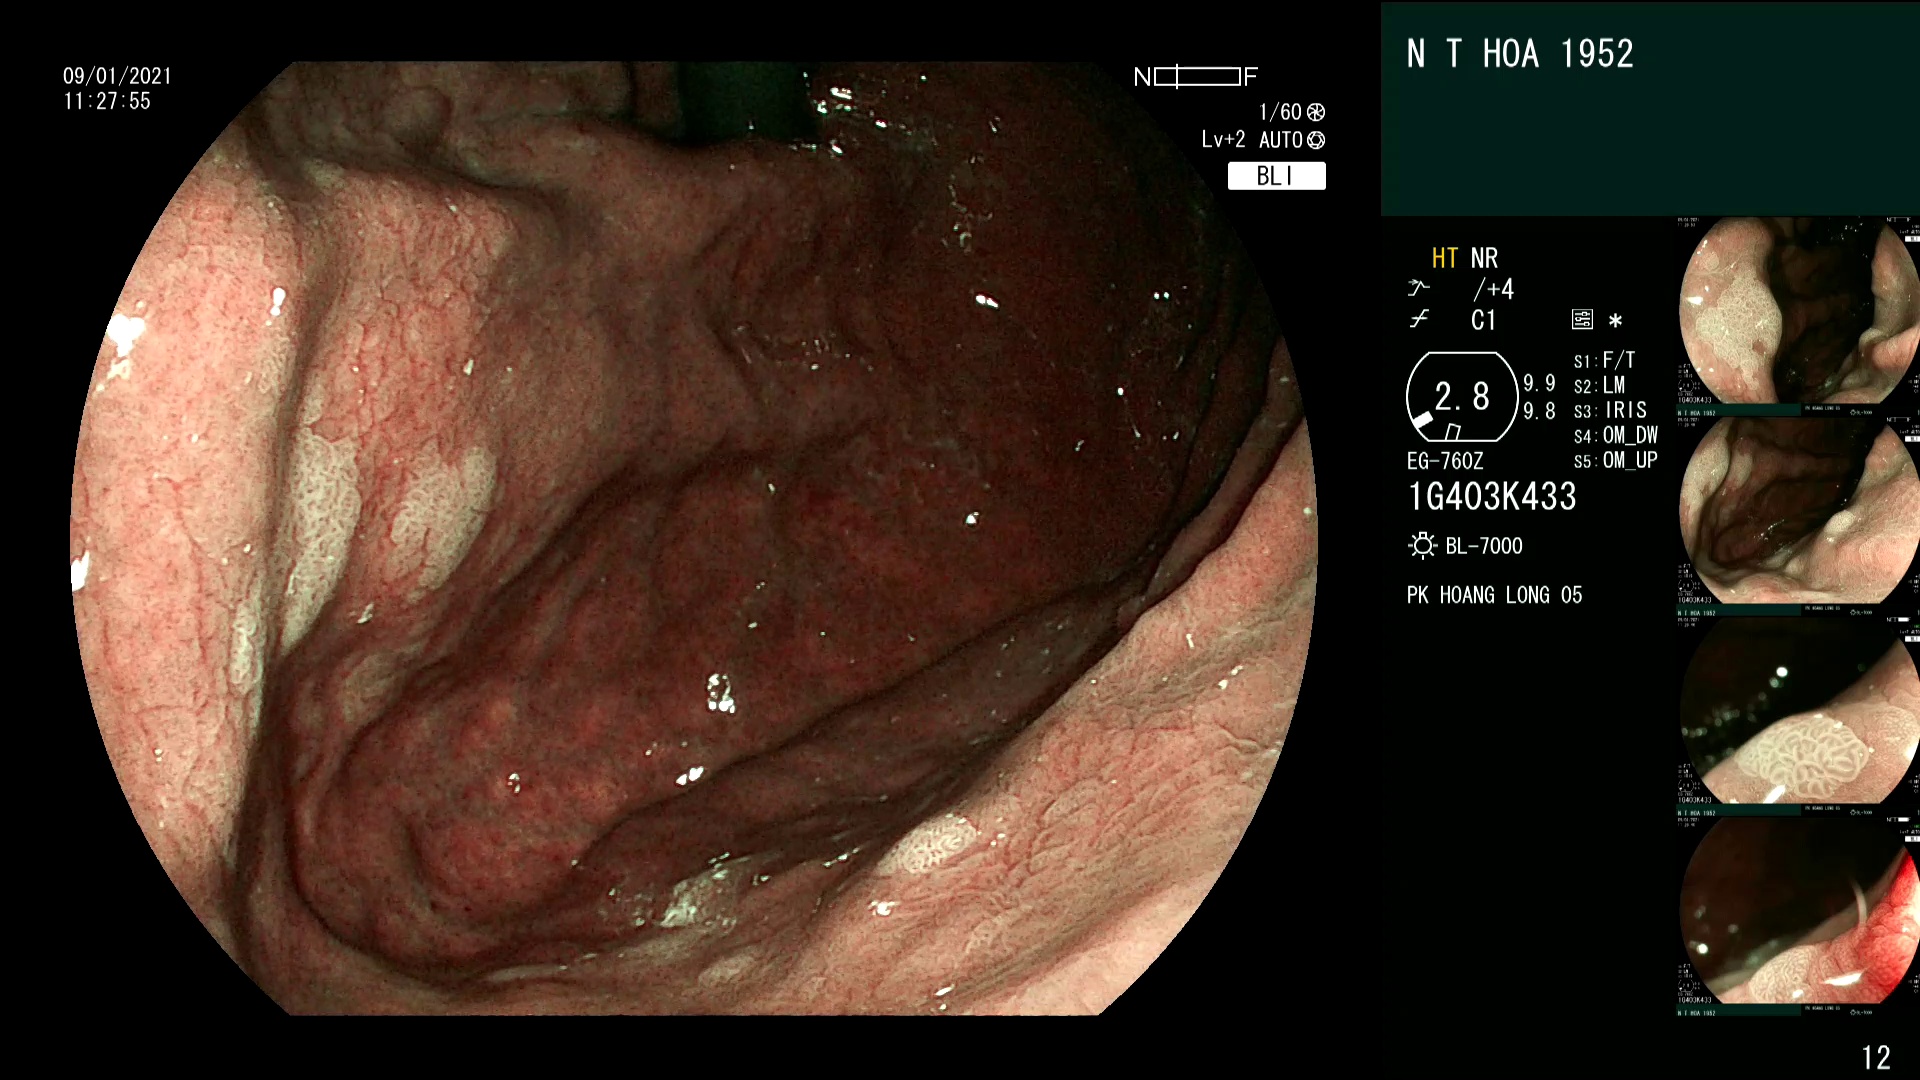 09/01/2021
11:27:55
N F
1/60
Lv+2 AUTO
BLI
N T HOA 1952
HT NR
/+4
C1 *
2.8
9.9
9.8
S1:F/T
S2:LM
S3:IRIS
S4:OM_DW
S5:OM_UP
EG-760Z
1G403K433
BL-7000
PK HOANG LONG 05
12